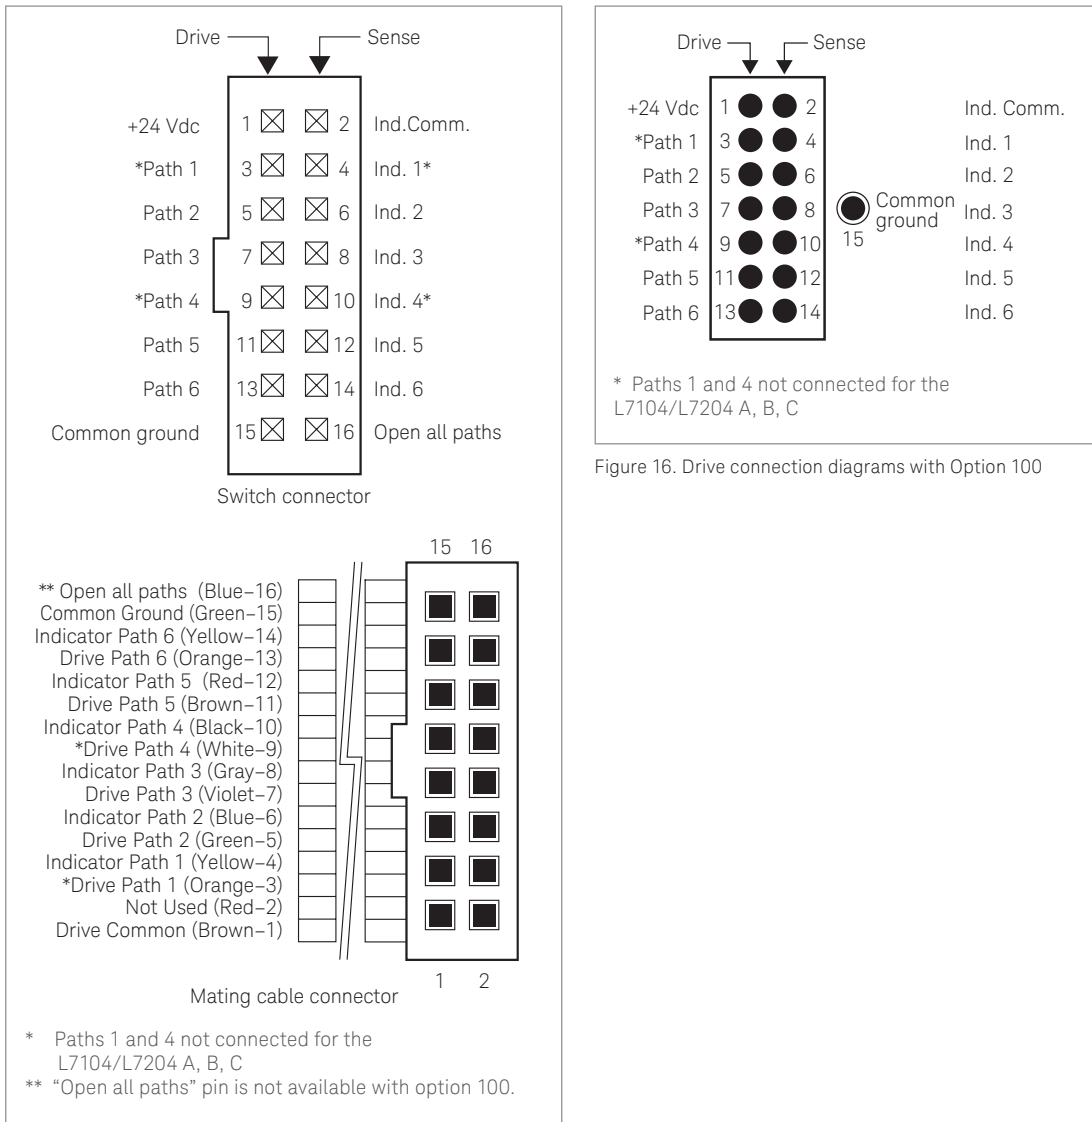 Drive Sense
+24 Vdc 1 2 Ind.Comm.
*Path 1 3 4 Ind. 1*
Path 2 5 6 Ind. 2
Path 3 7 8 Ind. 3
*Path 4 9 10 Ind. 4*
Path 5 11 12 Ind. 5
Path 6 13 14 Ind. 6
Common ground 15 16 Open all paths
Switch connector
15 16
** Open all paths (Blue–16)
Common Ground (Green–15)
Indicator Path 6 (Yellow–14)
Drive Path 6 (Orange–13)
Indicator Path 5 (Red–12)
Drive Path 5 (Brown–11)
Indicator Path 4 (Black–10)
*Drive Path 4 (White–9)
Indicator Path 3 (Gray–8)
Drive Path 3 (Violet–7)
Indicator Path 2 (Blue–6)
Drive Path 2 (Green–5)
Indicator Path 1 (Yellow–4)
*Drive Path 1 (Orange–3)
Not Used (Red–2)
Drive Common (Brown–1)
1 2
Mating cable connector
* Paths 1 and 4 not connected for the
L7104/L7204 A, B, C
** "Open all paths" pin is not available with option 100.
Drive Sense
+24 Vdc 1 2 Ind. Comm.
*Path 1 3 4 Ind. 1
Path 2 5 6 Ind. 2
Path 3 7 8 Common ground Ind. 3
*Path 4 9 10 15 Ind. 4
Path 5 11 12 Ind. 5
Path 6 13 14 Ind. 6
* Paths 1 and 4 not connected for the
L7104/L7204 A, B, C
Figure 16. Drive connection diagrams with Option 100